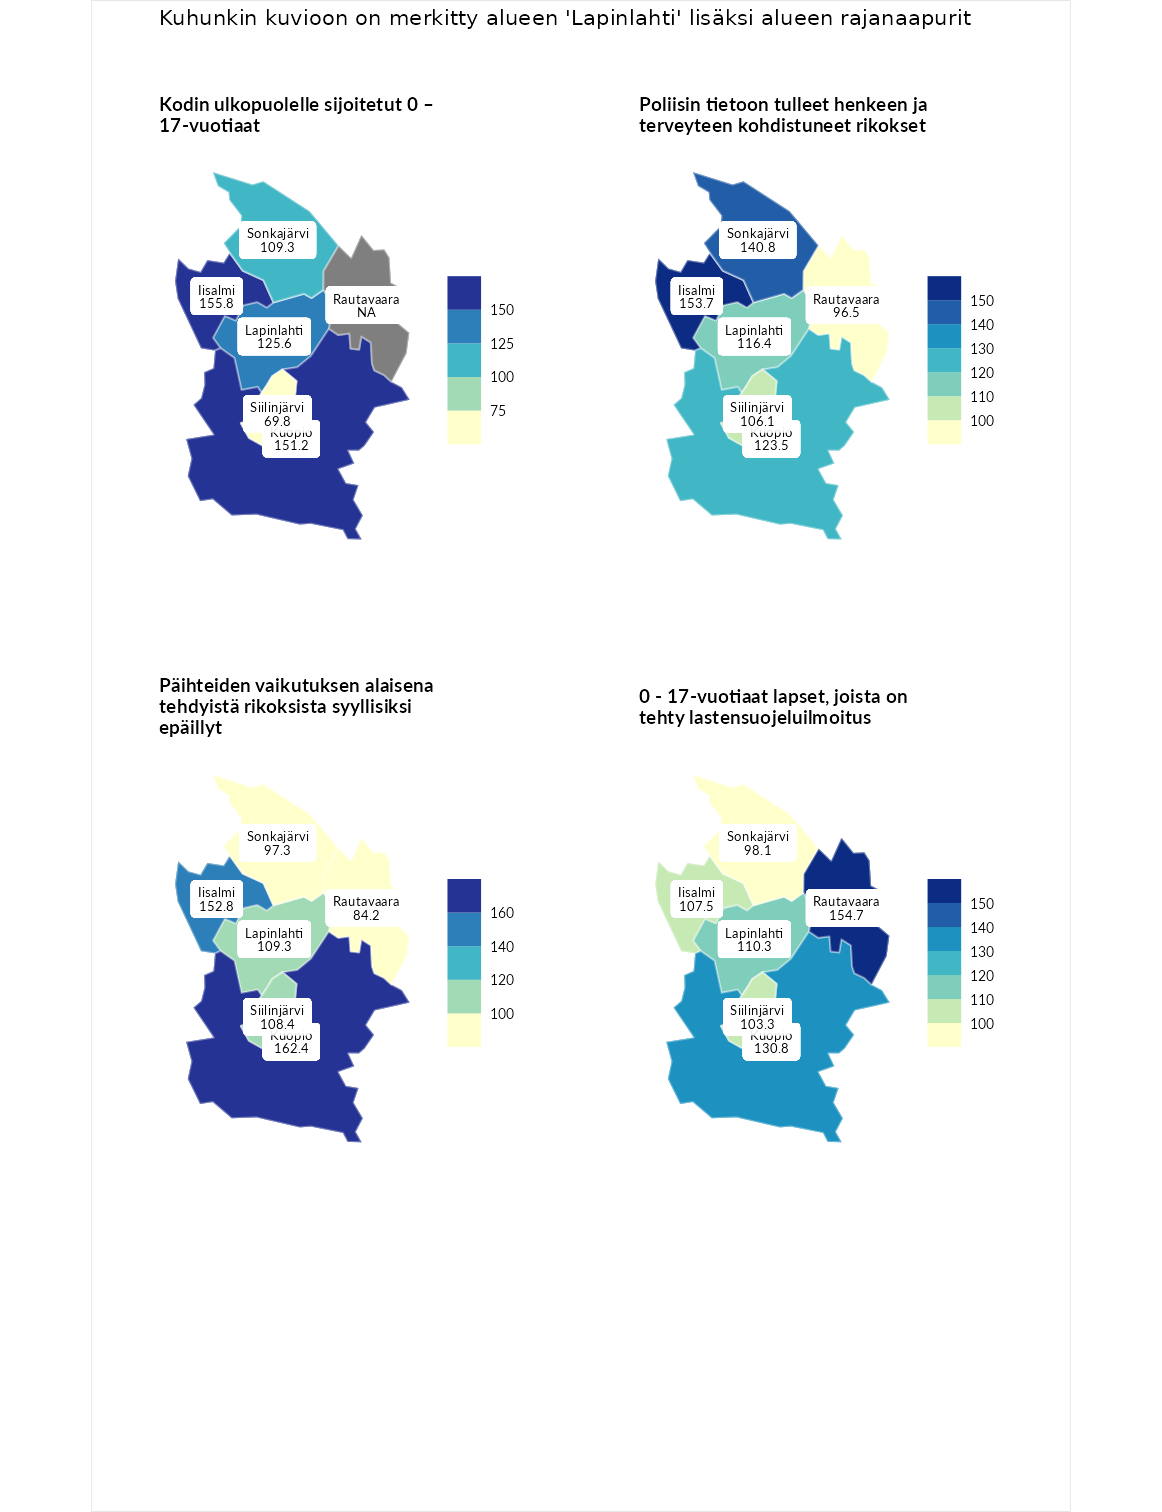 Kuhunkin kuvioon on merkitty alueen 'Lapinlahti' lisäksi alueen rajanaapurit
Kodin ulkopuolelle sijoitetut 0 –
17-vuotiaat
Sonkajärvi
109.3
Iisalmi
155.8
Rautavaara
NA
Lapinlahti
125.6
Siilinjärvi
69.8
Kuopio
151.2
150
125
100
75
Poliisin tietoon tulleet henkeen ja
terveyteen kohdistuneet rikokset
Sonkajärvi
140.8
Iisalmi
153.7
Rautavaara
96.5
Lapinlahti
116.4
Siilinjärvi
106.1
Kuopio
123.5
150
140
130
120
110
100
Päihteiden vaikutuksen alaisena
tehdyistä rikoksista syyllisiksi
epäillyt
Sonkajärvi
97.3
Iisalmi
152.8
Rautavaara
84.2
Lapinlahti
109.3
Siilinjärvi
108.4
Kuopio
162.4
160
140
120
100
0 - 17-vuotiaat lapset, joista on
tehty lastensuojeluilmoitus
Sonkajärvi
98.1
Iisalmi
107.5
Rautavaara
154.7
Lapinlahti
110.3
Siilinjärvi
103.3
Kuopio
130.8
150
140
130
120
110
100